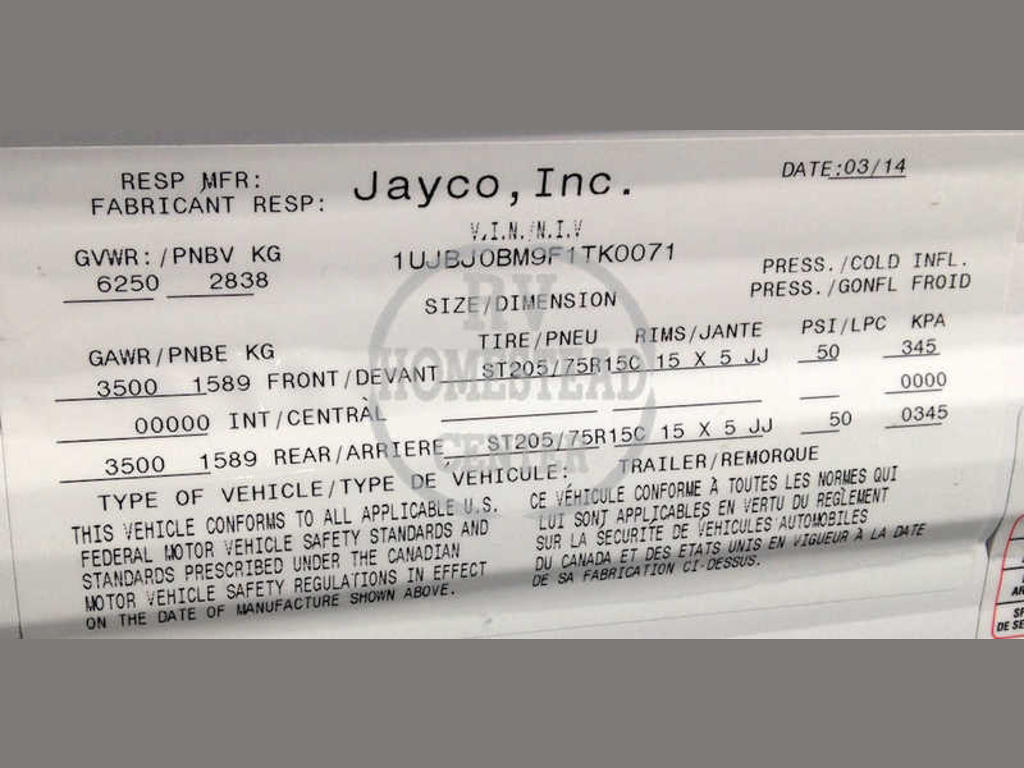 RESP MFR:
FABRICANT RESP:
Jayco, Inc.
DATE:03/14
GVWR:/PNBV KG
6250 2838
V.I.N./N.I.V
1UJBJ0BM9F1TK0071
PRESS./COLD INFL.
PRESS./GONFL FROID
SIZE/DIMENSION
GAWR/PNBE KG TIRE/PNEU RIMS/JANTE PSI/LPC KPA
3500 1589 FRONT/DEVANT ST205/75R15C 15 X 5 JJ 50 345
00000 INT/CENTRAL 0000
3500 1589 REAR/ARRIERE ST205/75R15C 15 X 5 JJ 50 0345
TYPE OF VEHICLE/TYPE DE VEHICULE: TRAILER/REMORQUE
THIS VEHICLE CONFORMS TO ALL APPLICABLE U.S.
FEDERAL MOTOR VEHICLE SAFETY STANDARDS AND
STANDARDS PRESCRIBED UNDER THE CANADIAN
MOTOR VEHICLE SAFETY REGULATIONS IN EFFECT
ON THE DATE OF MANUFACTURE SHOWN ABOVE.
CE VÉHICULE CONFORME À TOUTES LES NORMES QUI
LUI SONT APPLICABLES EN VERTU DU REGLEMENT
SUR LA SECURITE DE VEHICULES AUTOMOBILES
DU CANADA ET DES ETATS UNIS EN VIGUEUR À LA DATE
DE SA FABRICATION CI-DESSUS.
RV
HOMESTEAD
CENTER
DE SE